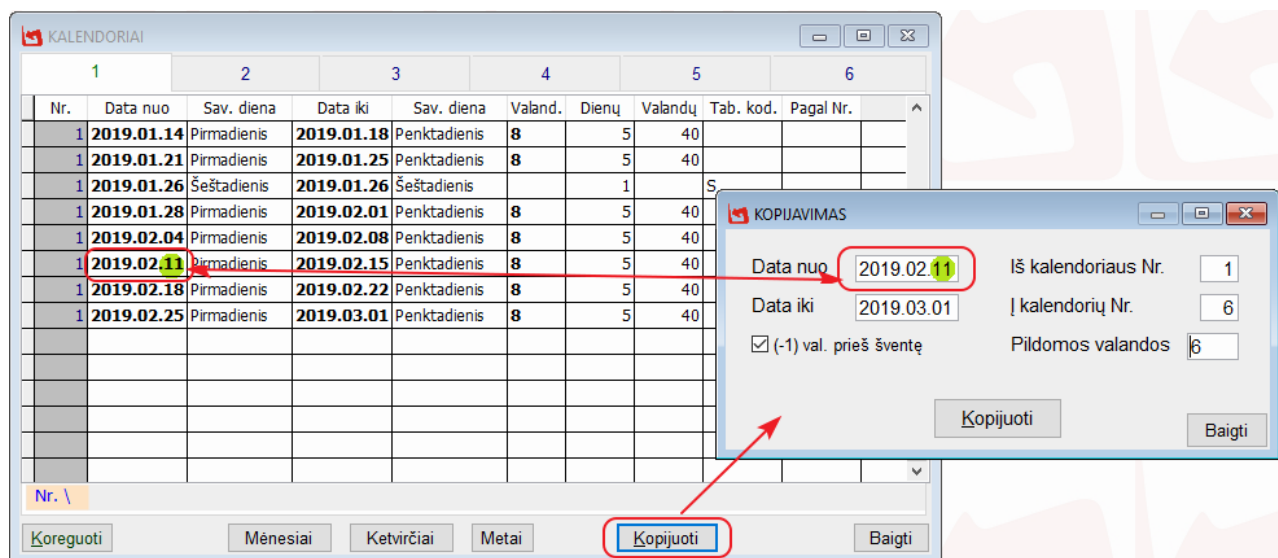 KALENDORIAI
1 2 3 4 5 6
Nr. Data nuo Sav. diena Data iki Sav. diena Valand. Dienų Valandų Tab. kod. Pagal Nr.
1 2019.01.14 Pirmadienis 2019.01.18 Penktadienis 8 5 40
1 2019.01.21 Pirmadienis 2019.01.25 Penktadienis 8 5 40
1 2019.01.26 Šeštadienis 2019.01.26 Šeštadienis 1 S
1 2019.01.28 Pirmadienis 2019.02.01 Penktadienis 8 5 40
1 2019.02.04 Pirmadienis 2019.02.08 Penktadienis 8 5 40
1 2019.02.11 Pirmadienis 2019.02.15 Penktadienis 8 5 40
1 2019.02.18 Pirmadienis 2019.02.22 Penktadienis 8 5 40
1 2019.02.25 Pirmadienis 2019.03.01 Penktadienis 8 5 40
Nr. \
Koreguoti Mėnesiai Ketvirčiai Metai Kopijuoti Baigti
KOPIJAVIMAS
Data nuo 2019.02.11 Iš kalendoriaus Nr. 1
Data iki 2019.03.01 Į kalendorių Nr. 6
(-1) val. prieš šventę Pildomos valandos 6
Kopijuoti
Baigti